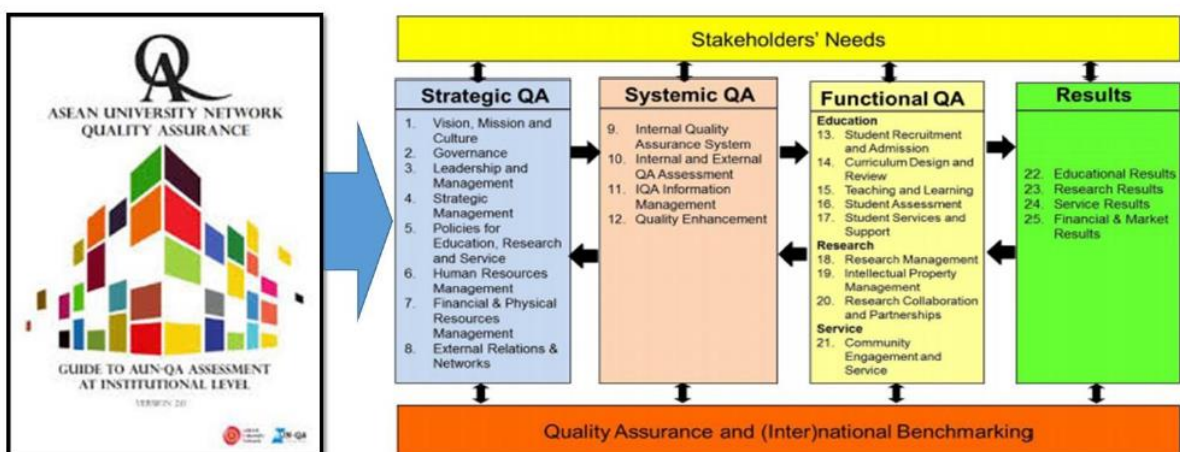 QA
ASEAN UNIVERSITY NETWORK
QUALITY ASSURANCE
GUIDE TO AUN-QA ASSESSMENT
AT INSTITUTIONAL LEVEL
VERSION 2.0
Stakeholders' Needs
Strategic QA
1. Vision, Mission and
Culture
2. Governance
3. Leadership and
Management
4. Strategic
Management
5. Policies for
Education, Research
and Service
6. Human Resources
Management
7. Financial & Physical
Resources
Management
8. External Relations &
Networks
Systemic QA
9. Internal Quality
Assurance System
10. Internal and External
QA Assessment
11. IQA Information
Management
12. Quality Enhancement
Functional QA
Education
13. Student Recruitment
and Admission
14. Curriculum Design and
Review
15. Teaching and Learning
16. Student Assessment
17. Student Services and
Support
Research
18. Research Management
19. Intellectual Property
Management
20. Research Collaboration
and Partnerships
Service
21. Community
Engagement and
Service
Results
22. Educational Results
23. Research Results
24. Service Results
25. Financial & Market
Results
Quality Assurance and (Inter)national Benchmarking